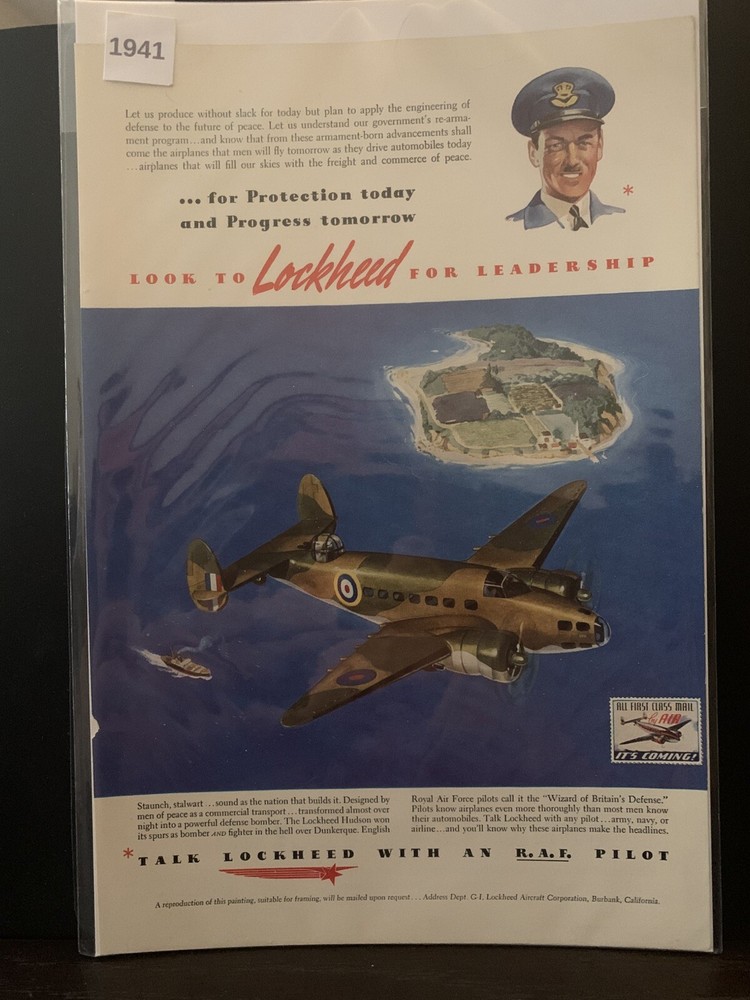 1941
Let us produce without slack for today but plan to apply the engineering of
defense to the future of peace. Let us understand our government's re-arma-
ment program...and know that from these armament-born advancements shall
come the airplanes that men will fly tomorrow as they drive automobiles today
...airplanes that will fill our skies with the freight and commerce of peace.
... for Protection today
and Progress tomorrow
*
LOOK TO Lockheed FOR LEADERSHIP
ALL FIRST CLASS MAIL
by AIR
IT'S COMING!
Staunch, stalwart ...sound as the nation that builds it. Designed by
men of peace as a commercial transport...transformed almost over
night into a powerful defense bomber. The Lockheed Hudson won
its spurs as bomber AND fighter in the hell over Dunkerque. English
Royal Air Force pilots call it the "Wizard of Britain's Defense."
Pilots know airplanes even more thoroughly than most men know
their automobiles. Talk Lockheed with any pilot...army, navy, or
airline...and you'll know why these airplanes make the headlines.
*TALK LOCKHEED WITH AN R.A.F. PILOT
A reproduction of this painting, suitable for framing, will be mailed upon request...Address Dept. G-1, Lockheed Aircraft Corporation, Burbank, California.